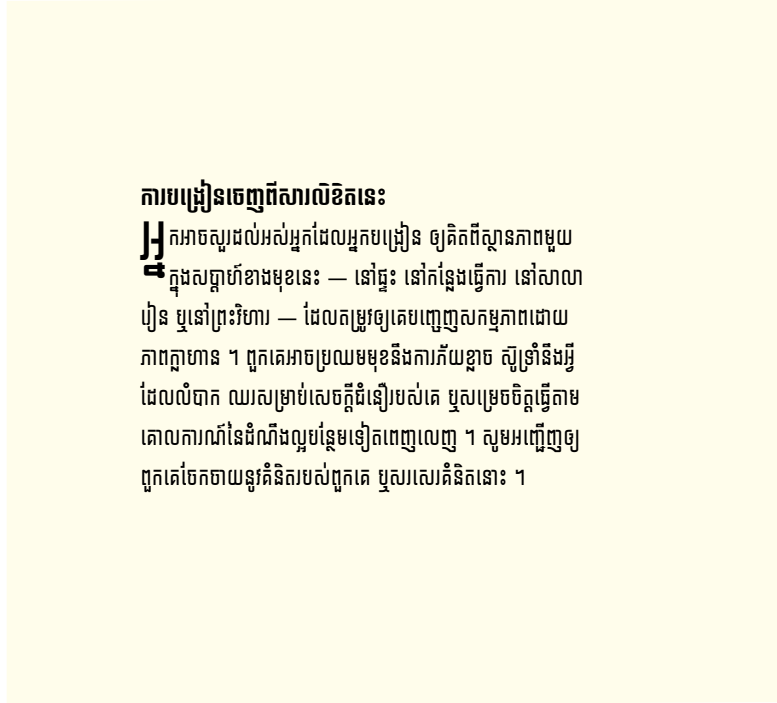 ការបង្រៀនចេញពីសារលិខិតនេះ
អ្នកអាចសួរដល់អស់អ្នកដែលអ្នកបង្រៀន ឲ្យគិតពីស្ថានភាពមួយ
ក្នុងសប្ដាហ៍ខាងមុខនេះ — នៅផ្ទះ នៅកន្លែងធ្វើការ នៅសាលា
រៀន ឬនៅព្រះវិហារ — ដែលតម្រូវឲ្យគេបញ្ចេញសកម្មភាពដោយ
ភាពក្លាហាន ។ ពួកគេអាចប្រឈមមុខនឹងការភ័យខ្លាច ស៊ូទ្រាំនឹងអ្វី
ដែលលំបាក ឈរសម្រាប់សេចក្ដីជំនឿរបស់គេ ឬសម្រេចចិត្តធ្វើតាម
គោលការណ៍នៃដំណឹងល្អបន្ថែមទៀតពេញលេញ ។ សូមអញ្ជើញឲ្យ
ពួកគេចែកចាយនូវគំនិតរបស់ពួកគេ ឬសរសេរគំនិតនោះ ។